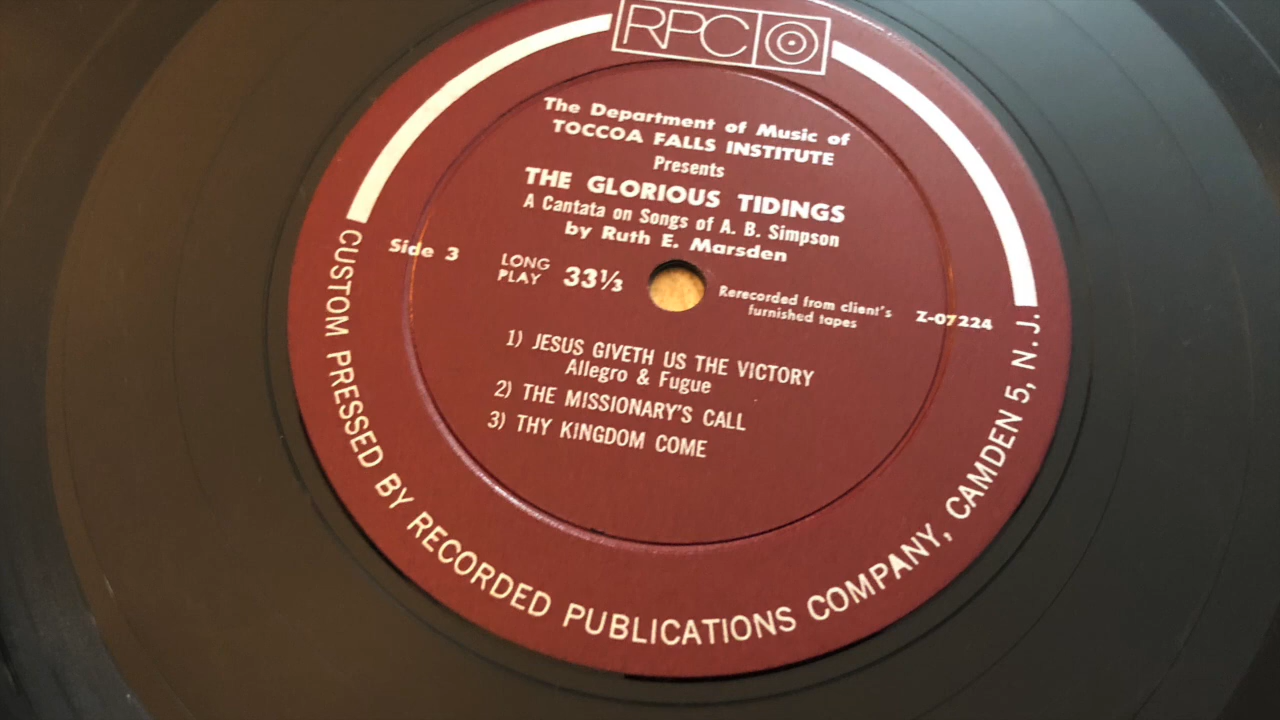 RPC
The Department of Music of
TOCCOA FALLS INSTITUTE
Presents
THE GLORIOUS TIDINGS
A Cantata on Songs of A. B. Simpson
by Ruth E. Marsden
Side 3
LONG
PLAY 33⅓
Rerecorded from client's
furnished tapes
Z-07224
1) JESUS GIVETH US THE VICTORY
Allegro & Fugue
2) THE MISSIONARY'S CALL
3) THY KINGDOM COME
CUSTOM PRESSED BY RECORDED PUBLICATIONS COMPANY, CAMDEN 5, N. J.